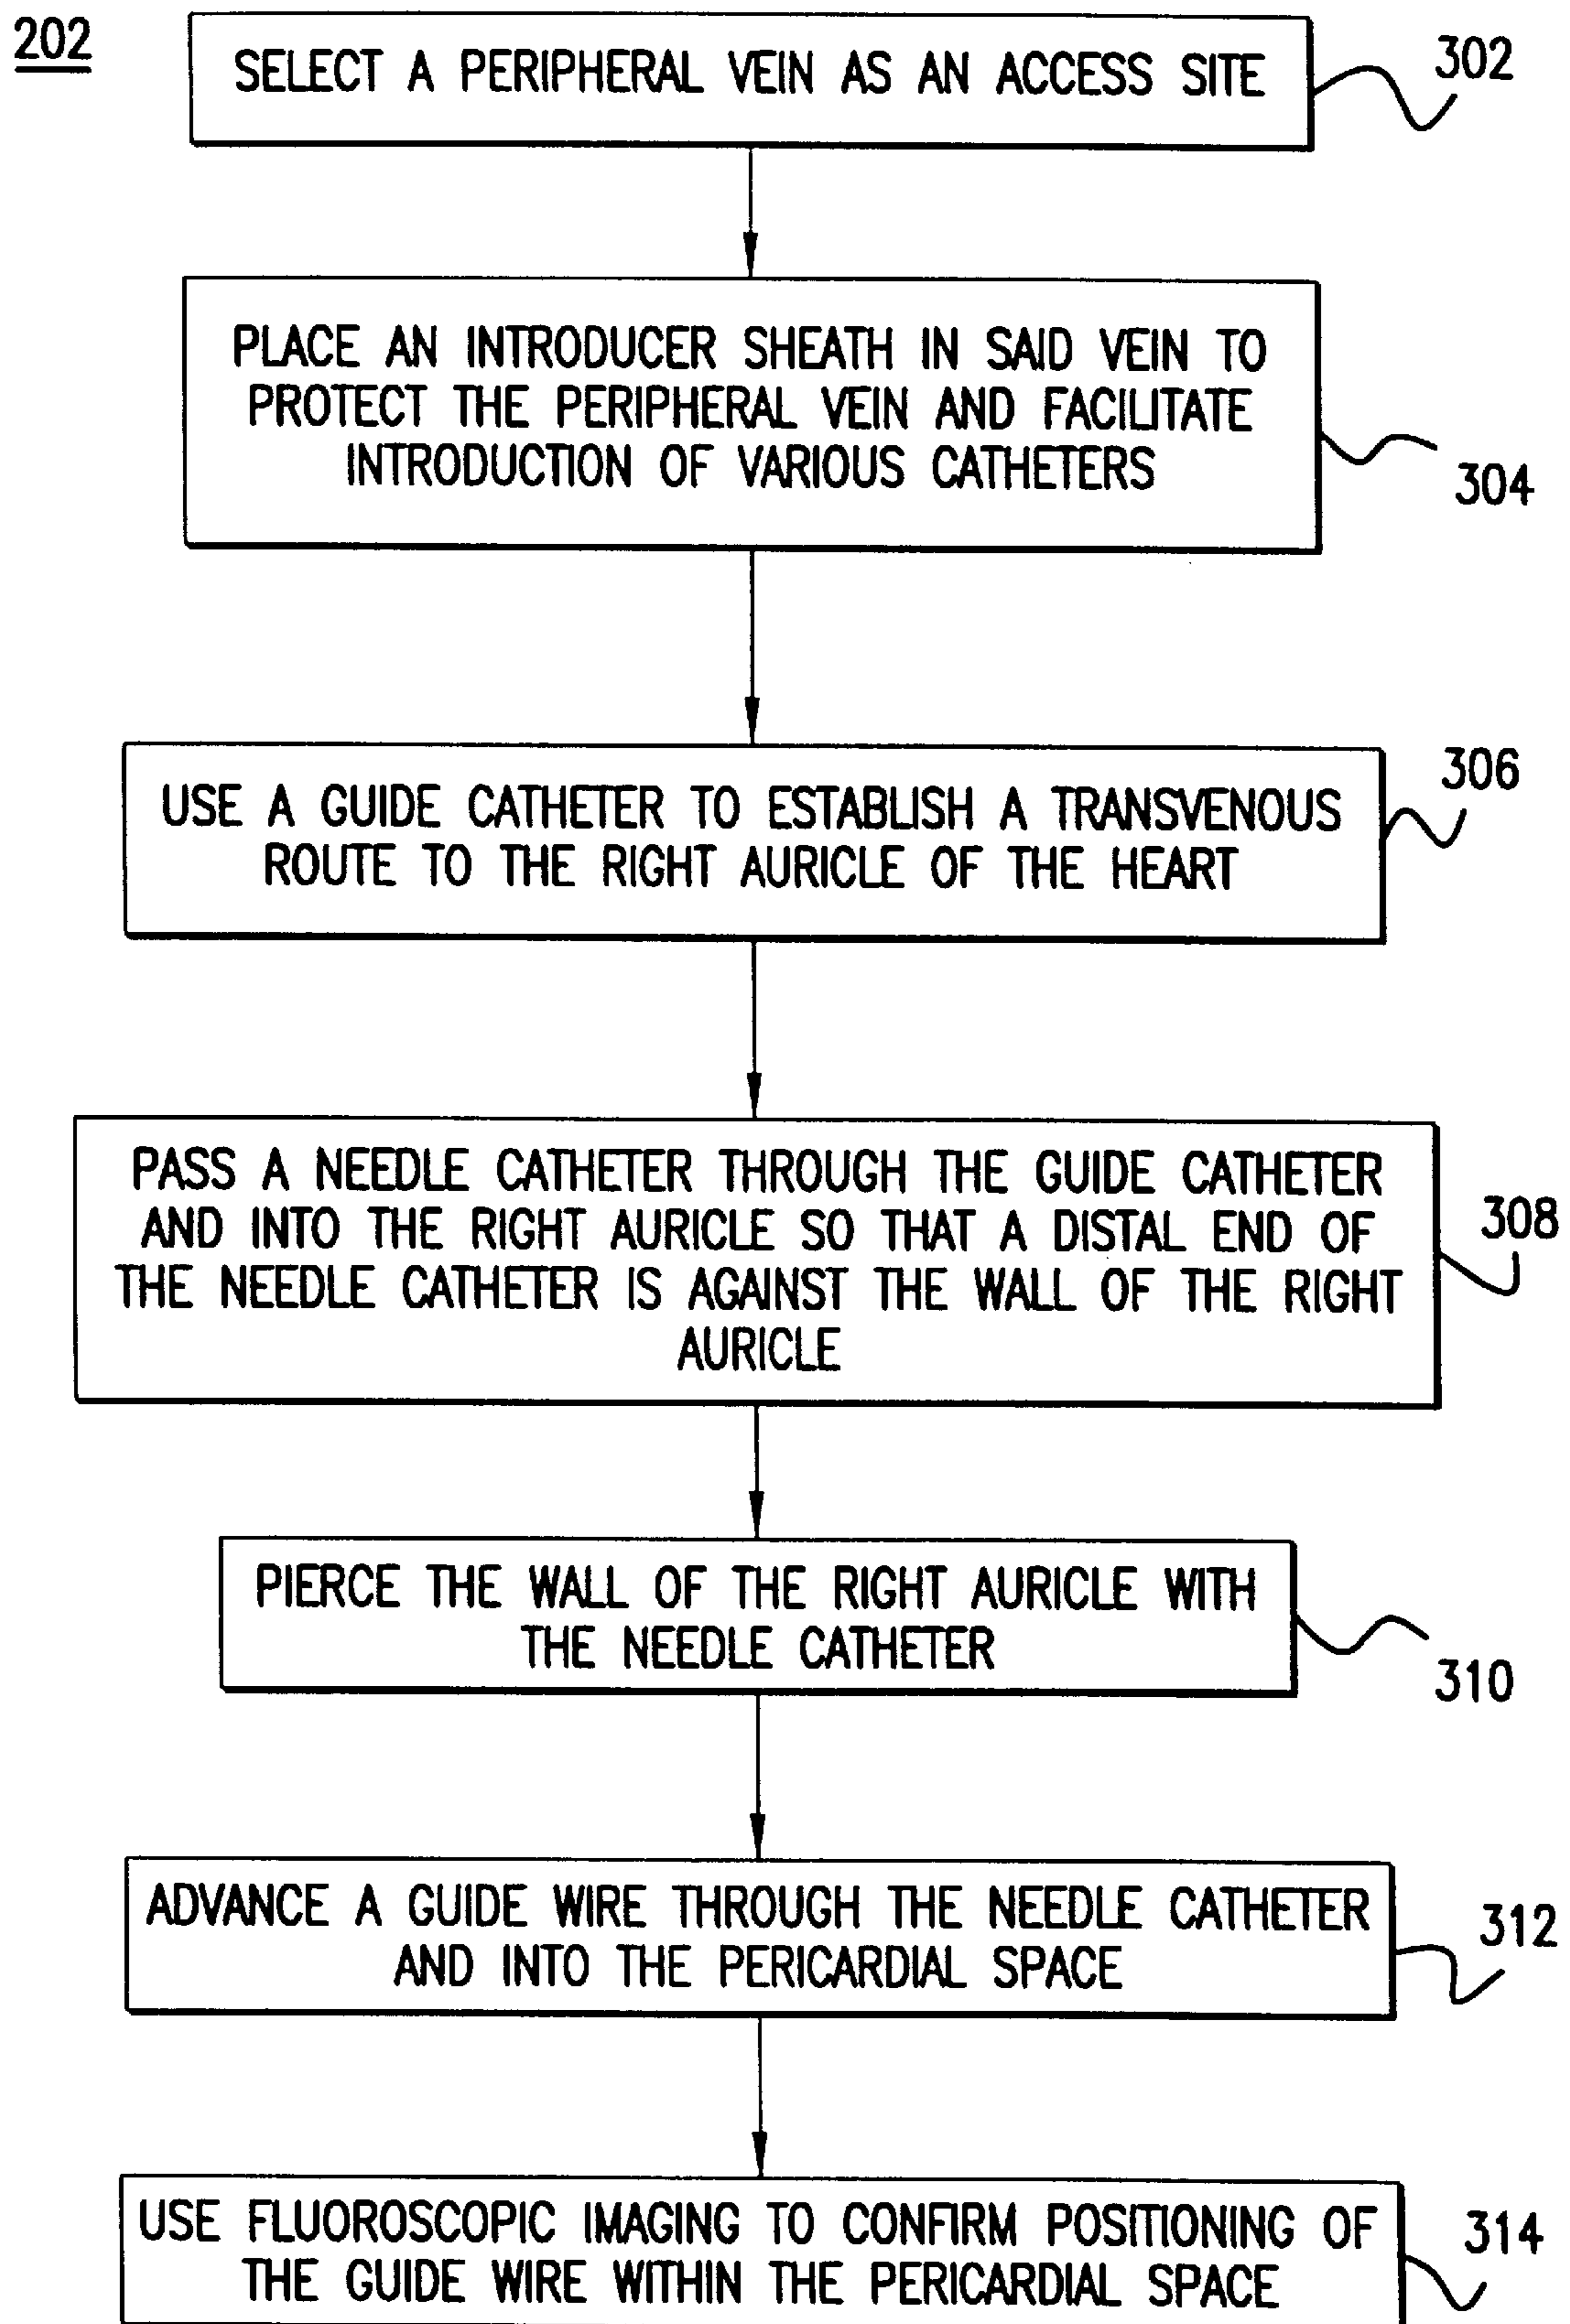 202
SELECT A PERIPHERAL VEIN AS AN ACCESS SITE
302
PLACE AN INTRODUCER SHEATH IN SAID VEIN TO
PROTECT THE PERIPHERAL VEIN AND FACILITATE
INTRODUCTION OF VARIOUS CATHETERS
304
USE A GUIDE CATHETER TO ESTABLISH A TRANSVENOUS
ROUTE TO THE RIGHT AURICLE OF THE HEART
306
PASS A NEEDLE CATHETER THROUGH THE GUIDE CATHETER
AND INTO THE RIGHT AURICLE SO THAT A DISTAL END OF
THE NEEDLE CATHETER IS AGAINST THE WALL OF THE RIGHT
AURICLE
308
PIERCE THE WALL OF THE RIGHT AURICLE WITH
THE NEEDLE CATHETER
310
ADVANCE A GUIDE WIRE THROUGH THE NEEDLE CATHETER
AND INTO THE PERICARDIAL SPACE
312
USE FLUOROSCOPIC IMAGING TO CONFIRM POSITIONING OF
THE GUIDE WIRE WITHIN THE PERICARDIAL SPACE
314